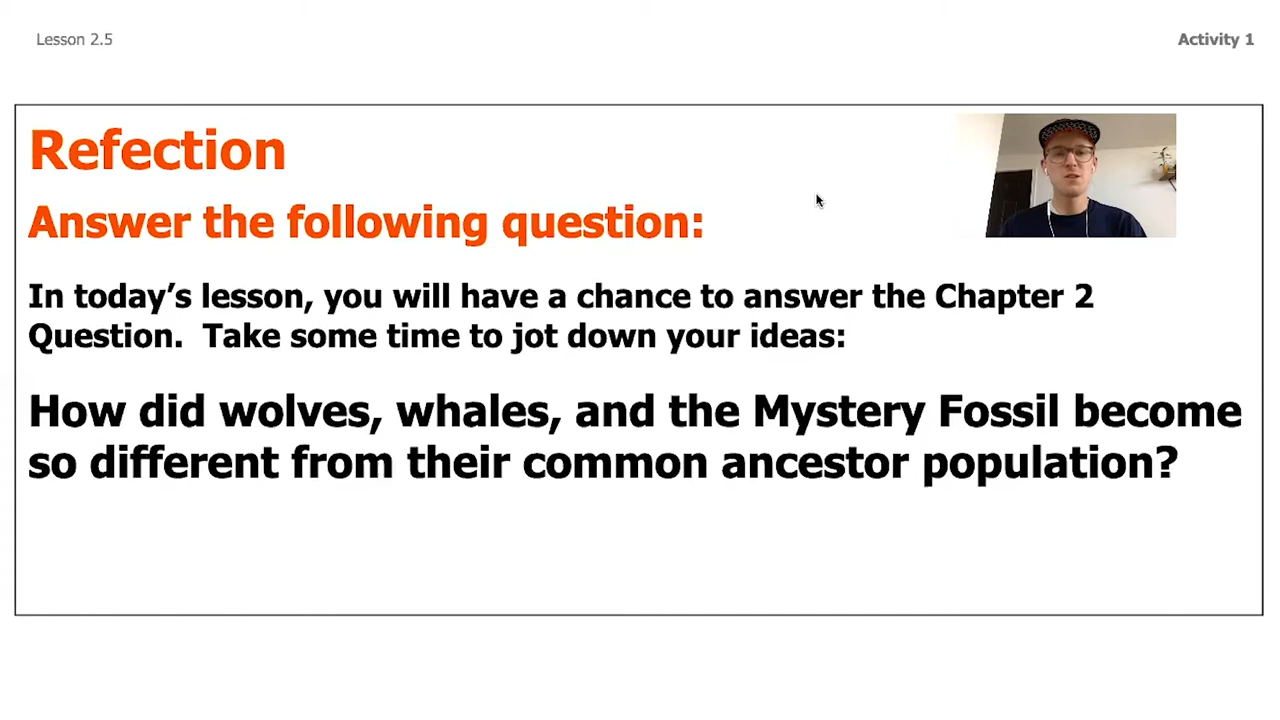 Lesson 2.5
Activity 1
Refection
Answer the following question:
In today's lesson, you will have a chance to answer the Chapter 2
Question.  Take some time to jot down your ideas:
How did wolves, whales, and the Mystery Fossil become
so different from their common ancestor population?